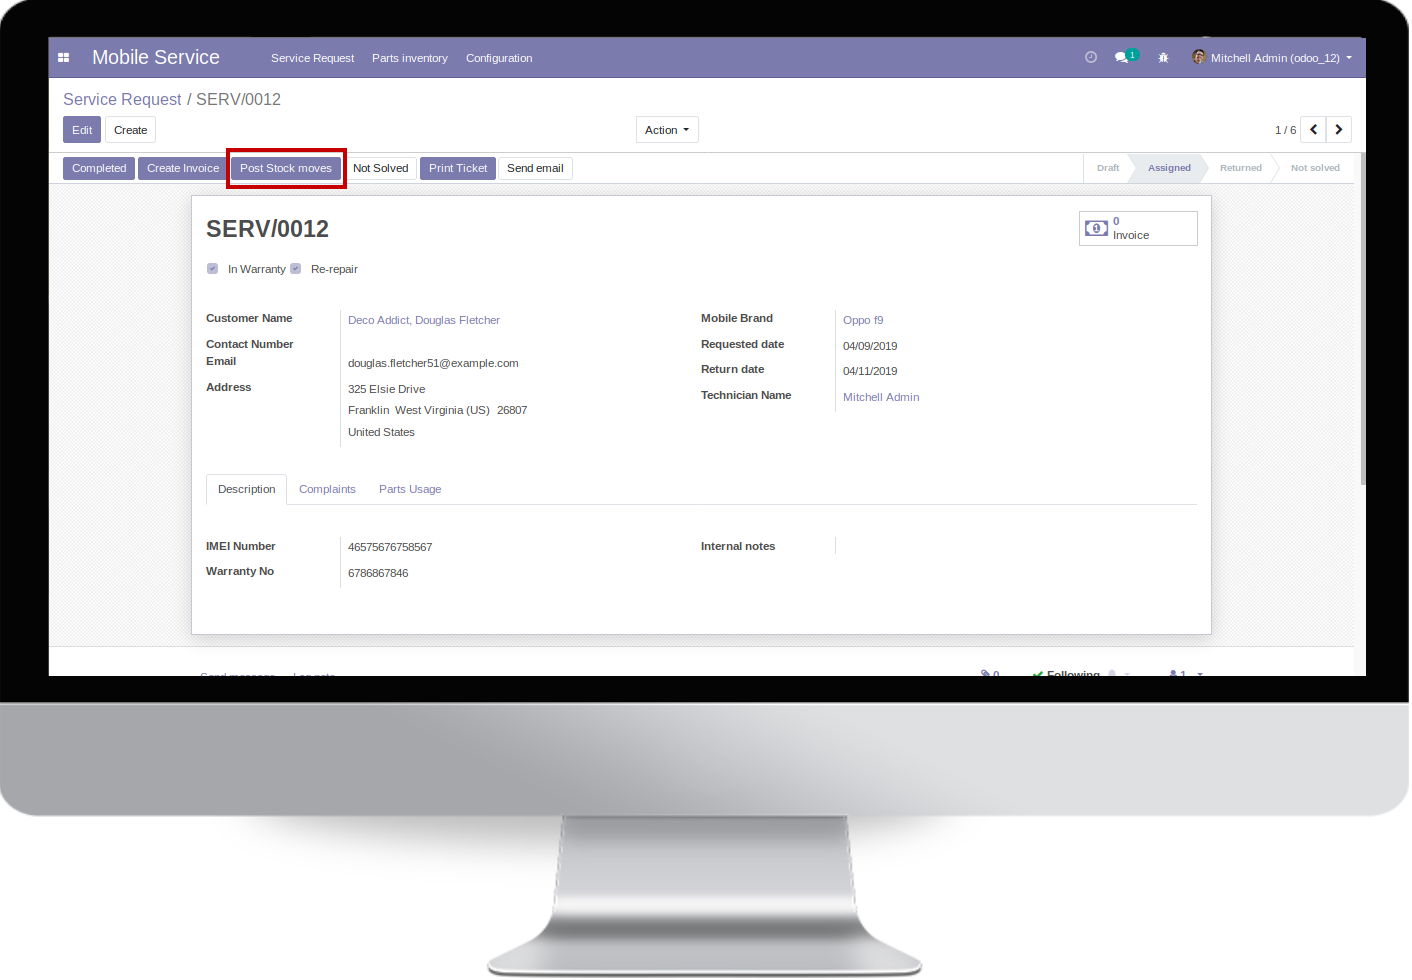 Mobile Service Service Request Parts inventory Configuration 1 Mitchell Admin (odoo_12)
Service Request / SERV/0012
Edit Create Action 1 / 6
Completed Create Invoice Post Stock moves Not Solved Print Ticket Send email Draft Assigned Returned Not solved
SERV/0012
0
Invoice
In Warranty Re-repair
Customer Name Deco Addict, Douglas Fletcher
Contact Number
Email douglas.fletcher51@example.com
Address 325 Elsie Drive
Franklin West Virginia (US) 26807
United States
Mobile Brand Oppo f9
Requested date 04/09/2019
Return date 04/11/2019
Technician Name Mitchell Admin
Description Complaints Parts Usage
IMEI Number 46575676758567
Warranty No 6786867846
Internal notes
Send message Log note 0 Following 1